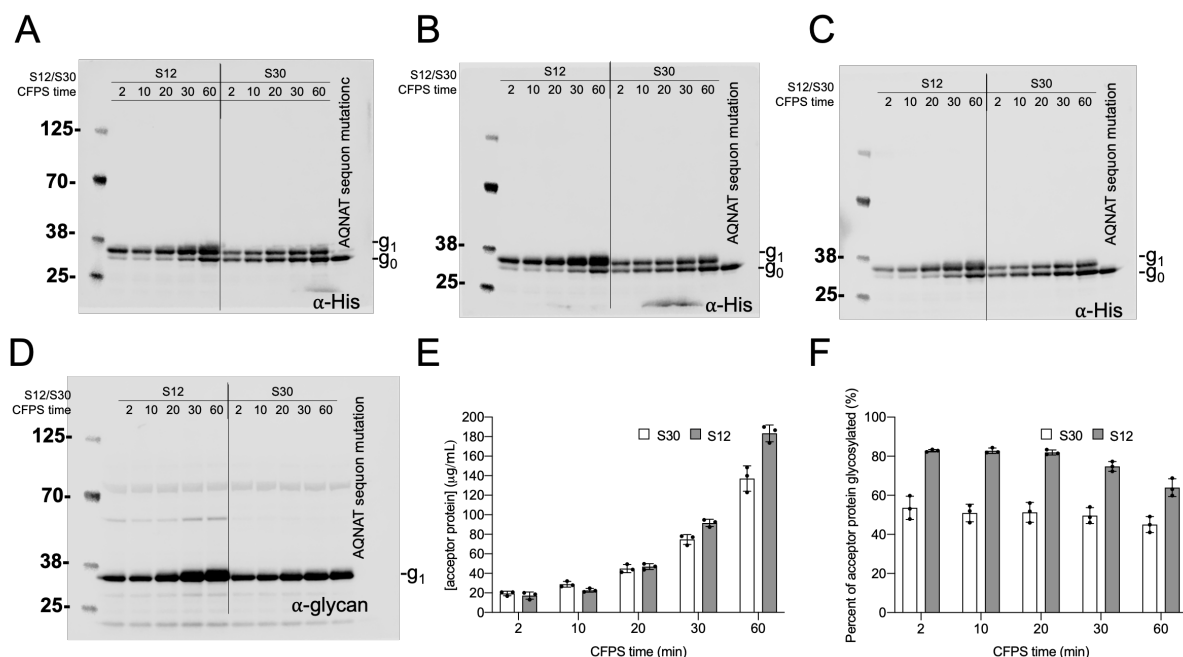 A
S12/S30
CFPS time
S12
S30
2 10 20 30 60 2 10 20 30 60
AQNAT sequon mutationc
125-
70-
38-
25-
-g1
-g0
α-His
B
S12/S30
CFPS time
S12
S30
2 10 20 30 60 2 10 20 30 60
AQNAT sequon mutation
38-
25-
-g1
-g0
α-His
C
S12/S30
CFPS time
S12
S30
2 10 20 30 60 2 10 20 30 60
AQNAT sequon mutation
38-
25-
-g1
-g0
α-His
D
S12/S30
CFPS time
S12
S30
2 10 20 30 60 2 10 20 30 60
AQNAT sequon mutation
125-
70-
38-
25-
-g1
α-glycan
E
[acceptor protein] (μg/mL)
200
180
160
140
120
100
80
60
40
20
0
S30 S12
2 10 20 30 60
CFPS time (min)
F
Percent of acceptor protein glycosylated (%)
100
80
60
40
20
0
S30 S12
2 10 20 30 60
CFPS time (min)